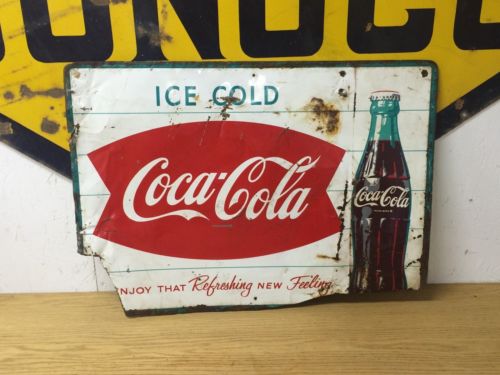 ICE COLD
Coca-Cola
Coca-Cola
NJOY THAT Refreshing NEW Feeling